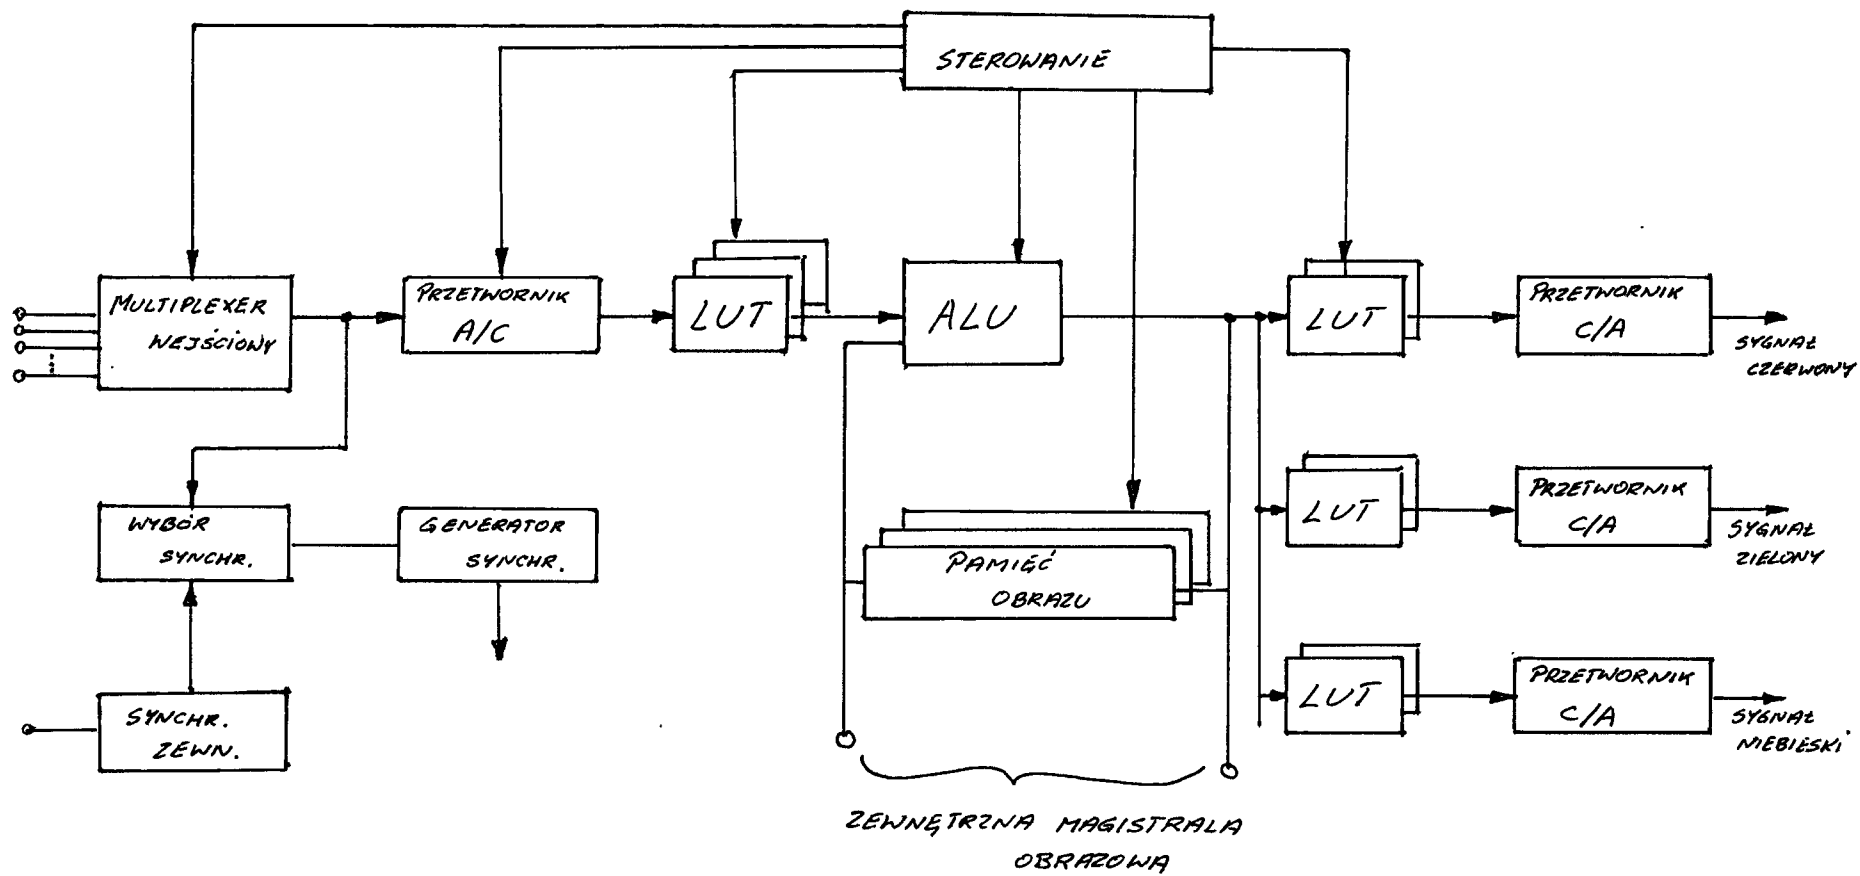 STEROWANIE
MULTIPLEXER
WEJŚCIOWY
PRZETWORNIK
A/C
LUT
ALU
LUT
PRZETWORNIK
C/A
SYGNAŁ
CZERWONY
WYBÓR
SYNCHR.
GENERATOR
SYNCHR.
PAMIĘĆ
OBRAZU
LUT
PRZETWORNIK
C/A
SYGNAŁ
ZIELONY
SYNCHR.
ZEWN.
LUT
PRZETWORNIK
C/A
SYGNAŁ
NIEBIESKI
ZEWNĘTRZNA MAGISTRALA
OBRAZOWA